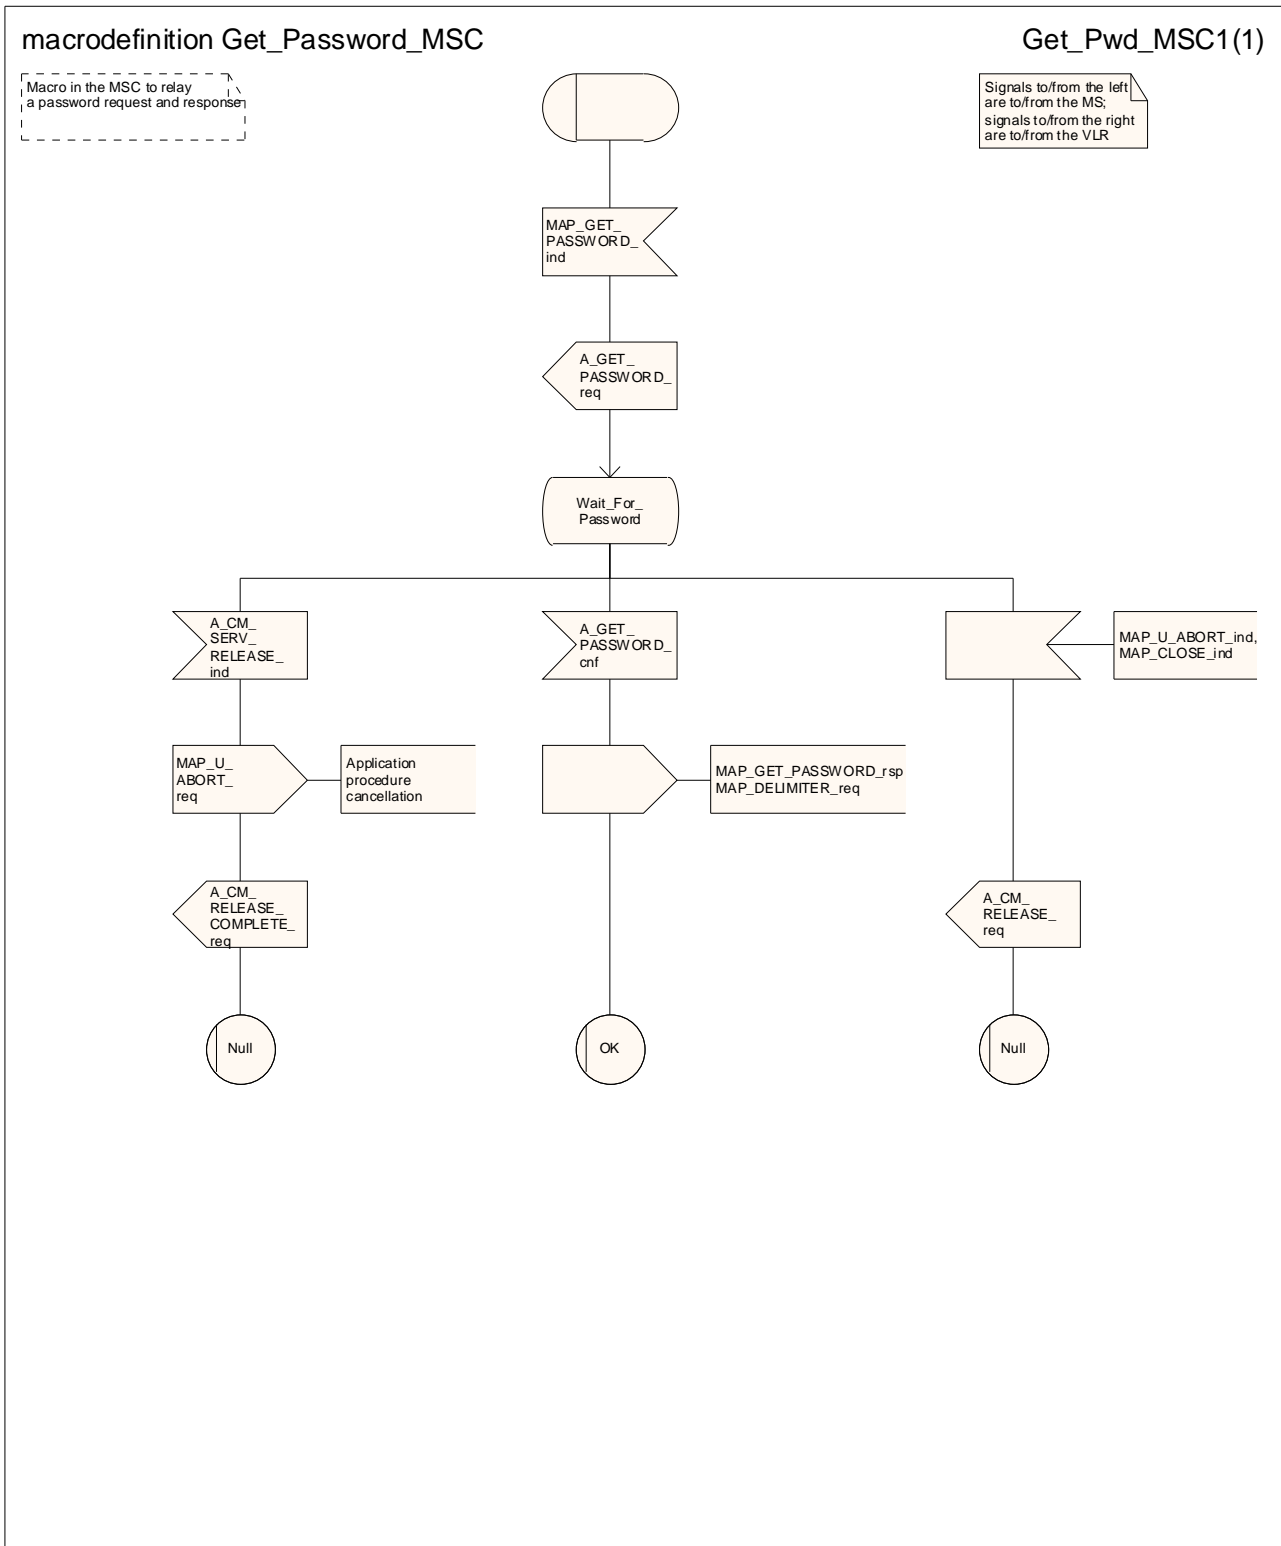 macrodefinition Get_Password_MSC
Get_Pwd_MSC1(1)
Macro in the MSC to relay
a password request and response
Signals to/from the left
are to/from the MS;
signals to/from the right
are to/from the VLR
MAP_GET_
PASSWORD_
ind
A_GET_
PASSWORD_
req
Wait_For_
Password
A_CM_
SERV_
RELEASE_
ind
A_GET_
PASSWORD_
cnf
MAP_U_ABORT_ind,
MAP_CLOSE_ind
MAP_U_
ABORT_
req
Application
procedure
cancellation
MAP_GET_PASSWORD_rsp
MAP_DELIMITER_req
A_CM_
RELEASE_
COMPLETE_
req
A_CM_
RELEASE_
req
Null
OK
Null